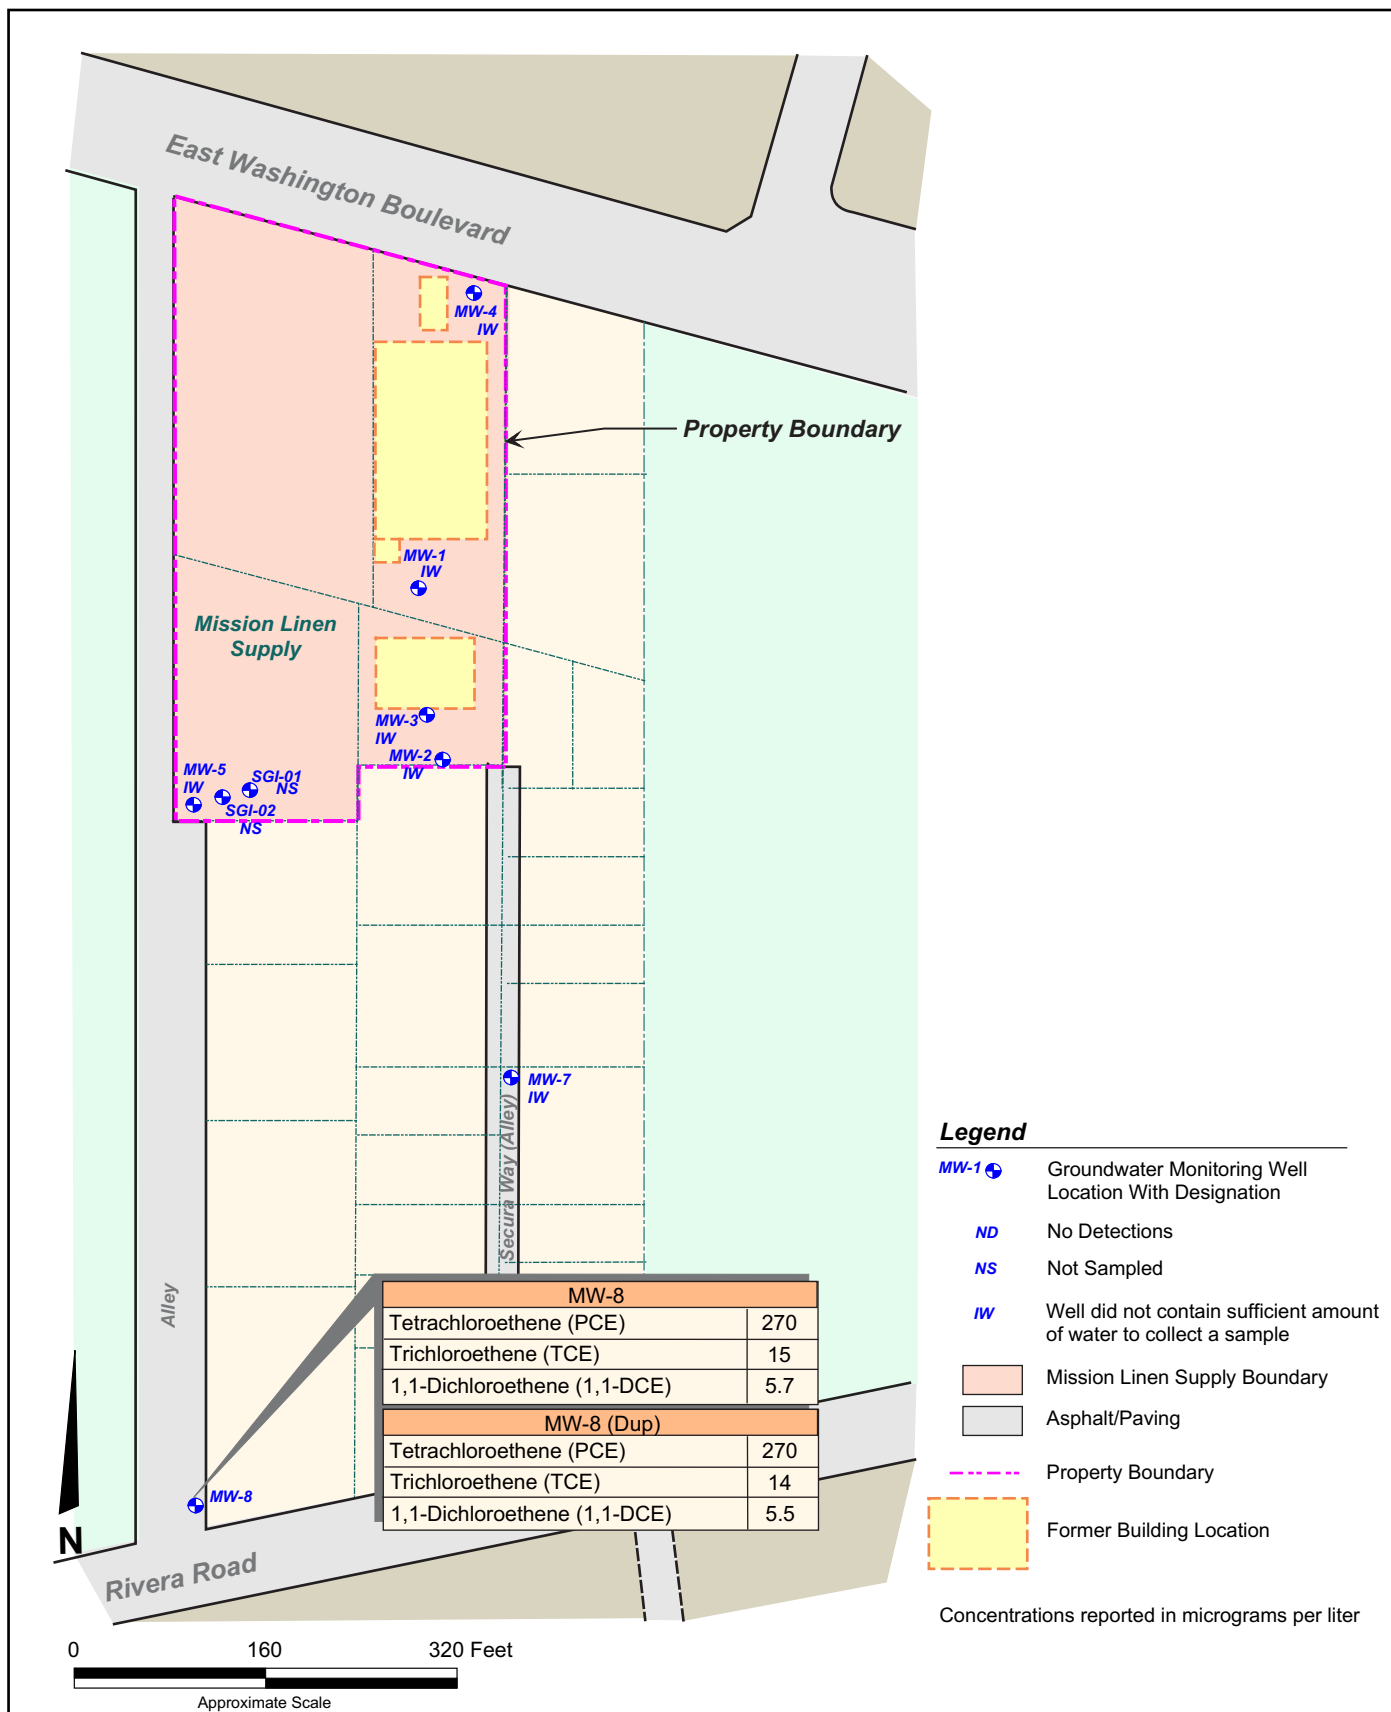 East Washington Boulevard
MW-4
IW
Property Boundary
MW-1
IW
Mission Linen
Supply
MW-3
IW
MW-2
IW
MW-5
IW
SGI-01
NS
SGI-02
NS
MW-7
IW
Secura Way (Alley)
Alley
MW-8
Tetrachloroethene (PCE) 270
Trichloroethene (TCE) 15
1,1-Dichloroethene (1,1-DCE) 5.7
MW-8 (Dup)
Tetrachloroethene (PCE) 270
Trichloroethene (TCE) 14
1,1-Dichloroethene (1,1-DCE) 5.5
MW-8
N
Rivera Road
0 160 320 Feet
Approximate Scale
Legend
MW-1 Groundwater Monitoring Well
Location With Designation
ND No Detections
NS Not Sampled
IW Well did not contain sufficient amount
of water to collect a sample
Mission Linen Supply Boundary
Asphalt/Paving
Property Boundary
Former Building Location
Concentrations reported in micrograms per liter